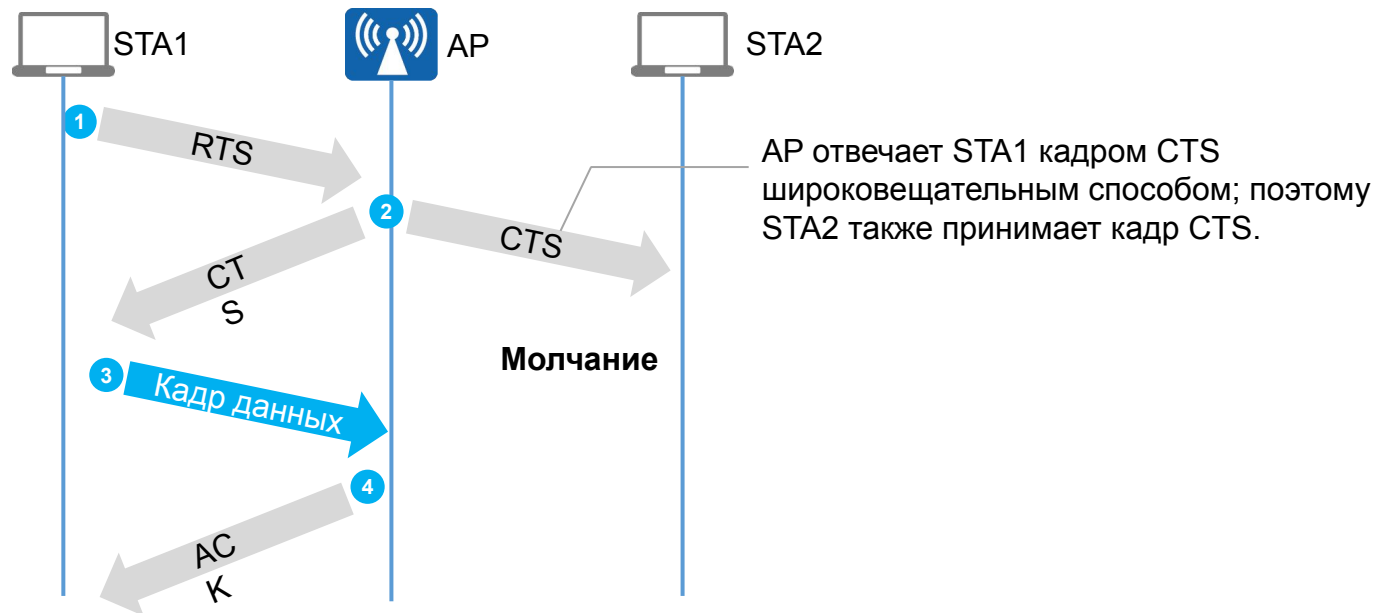 STA1
AP
STA2
1
RTS
AP отвечает STA1 кадром CTS
широковещательным способом; поэтому
STA2 также принимает кадр CTS.
2
CTS
CT
S
Молчание
3
Кадр данных
4
AC
K